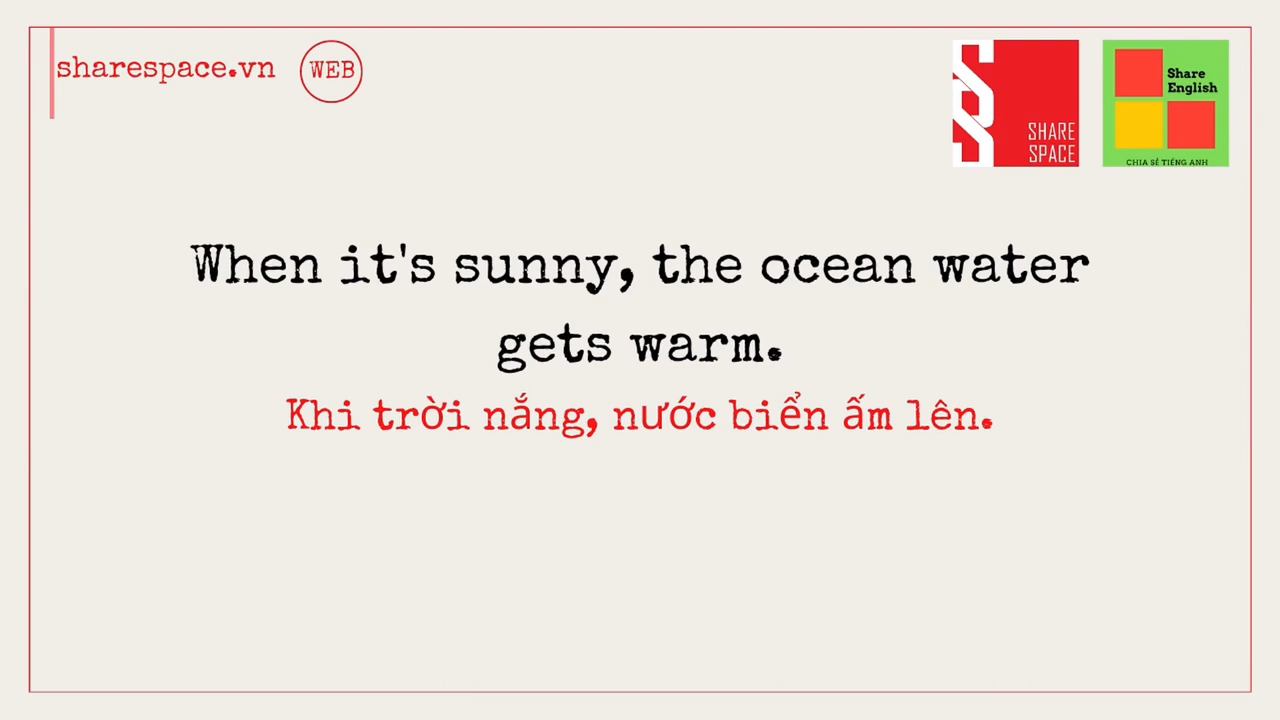 sharespace.vn
WEB
SHARE
SPACE
Share
English
CHIA SẺ TIẾNG ANH
When it's sunny, the ocean water
gets warm.
Khi trời nắng, nước biển ấm lên.